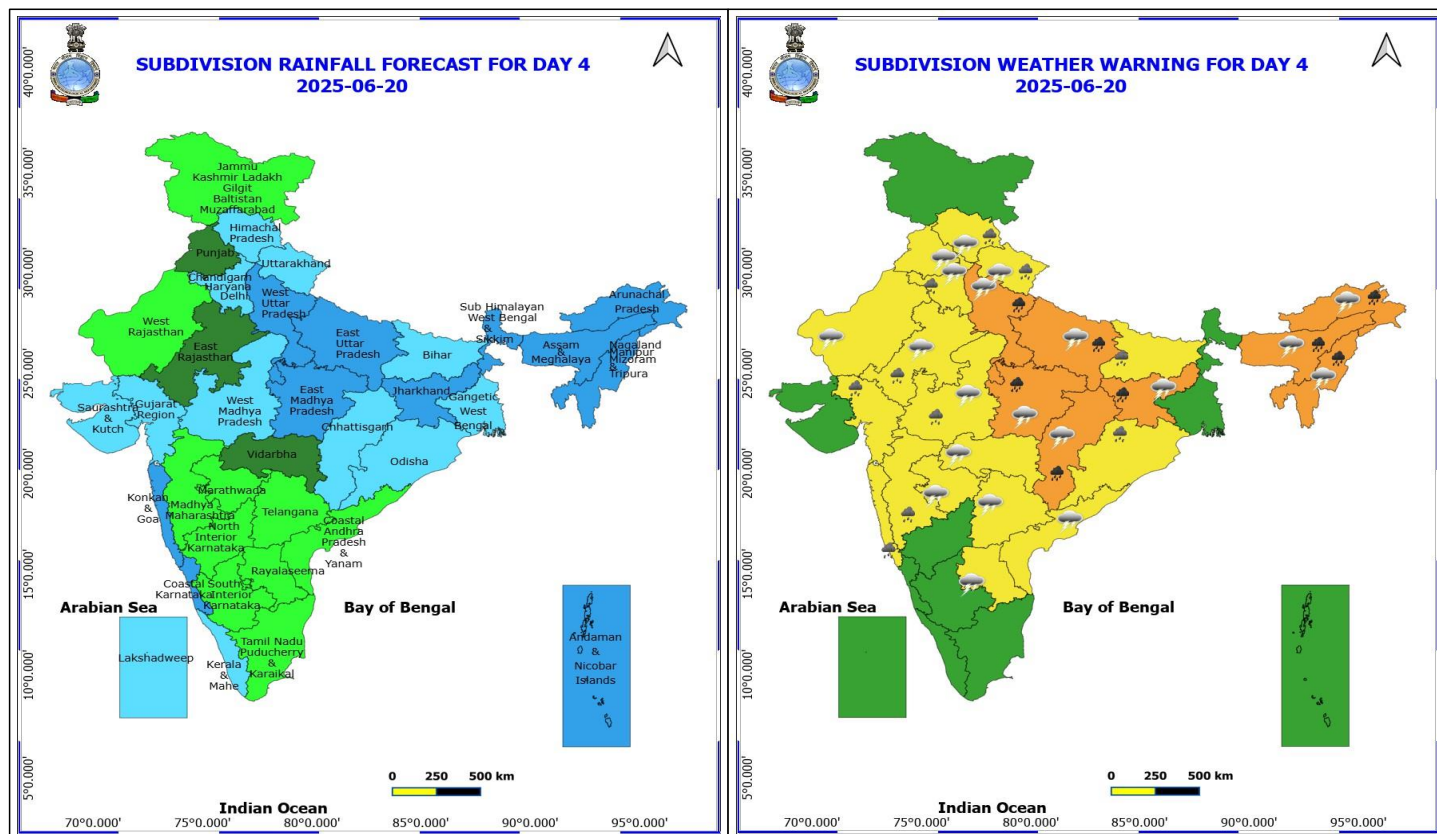 SUBDIVISION RAINFALL FORECAST FOR DAY 4
2025-06-20
40°0.000'
35°0.000'
30°0.000'
25°0.000'
20°0.000'
15°0.000'
10°0.000'
5°0.000'
Jammu
Kashmir Ladakh
Gilgit
Baltistan
Muzaffarabad
Himachal
Pradesh
Punjab
Uttarakhand
Chandigarh
Haryana
Delhi
West
Uttar
Pradesh
West
Rajasthan
East
Rajasthan
East
Uttar
Pradesh
Bihar
Sub Himalayan
West Bengal
&
Sikkim
Arunachal
Pradesh
Assam
&
Meghalaya
Nagaland
Manipur
Mizoram
&
Tripura
Saurashtra
&
Kutch
Gujarat
Region
West
Madhya
Pradesh
East
Madhya
Pradesh
Jharkhand
Gangetic
West
Bengal
Chhattisgarh
Odisha
Vidarbha
Konkan
&
Goa
Madhya
Maharashtra
Marathwada
Telangana
North
Interior
Karnataka
Coastal
Andhra
Pradesh
&
Yanam
Rayalaseema
Coastal
Karnataka
South
Interior
Karnataka
Tamil Nadu
Puducherry
&
Karaikal
Kerala
&
Mahe
Lakshadweep
Andaman
&
Nicobar
Islands
Arabian Sea
Bay of Bengal
Indian Ocean
0 250 500 km
70°0.000' 75°0.000' 80°0.000' 85°0.000' 90°0.000' 95°0.000'
SUBDIVISION WEATHER WARNING FOR DAY 4
2025-06-20
40°0.000'
35°0.000'
30°0.000'
25°0.000'
20°0.000'
15°0.000'
10°0.000'
5°0.000'
Arabian Sea
Bay of Bengal
Indian Ocean
0 250 500 km
70°0.000' 75°0.000' 80°0.000' 85°0.000' 90°0.000' 95°0.000'